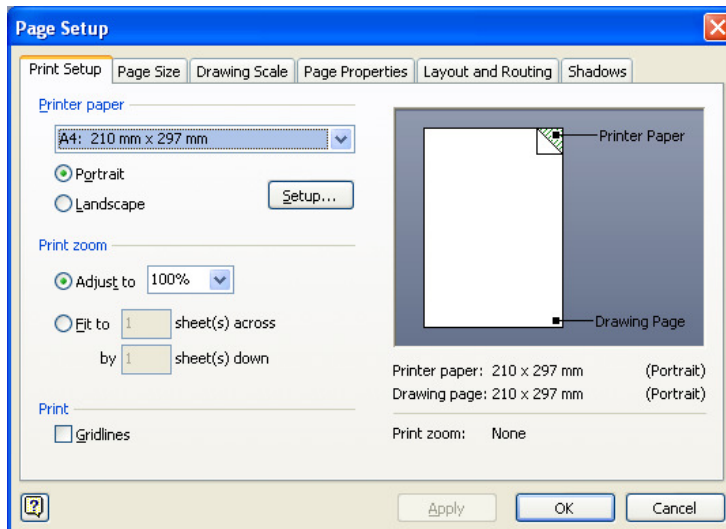 Page Setup
Print Setup Page Size Drawing Scale Page Properties Layout and Routing Shadows
Printer paper
A4: 210 mm x 297 mm
Portrait
Landscape
Setup...
Print zoom
Adjust to 100%
Fit to 1 sheet(s) across
by 1 sheet(s) down
Print
Gridlines
Printer Paper
Drawing Page
Printer paper: 210 x 297 mm (Portrait)
Drawing page: 210 x 297 mm (Portrait)
Print zoom: None
? Apply OK Cancel